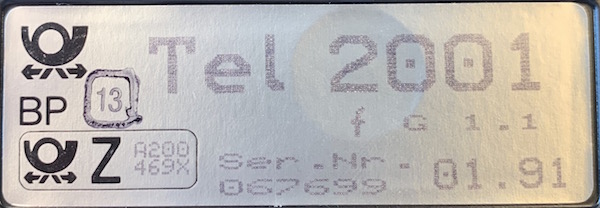 Tel 2001
BP 13
f G 1.1
Z A200
469X
Ser.Nr.
067699 01.91